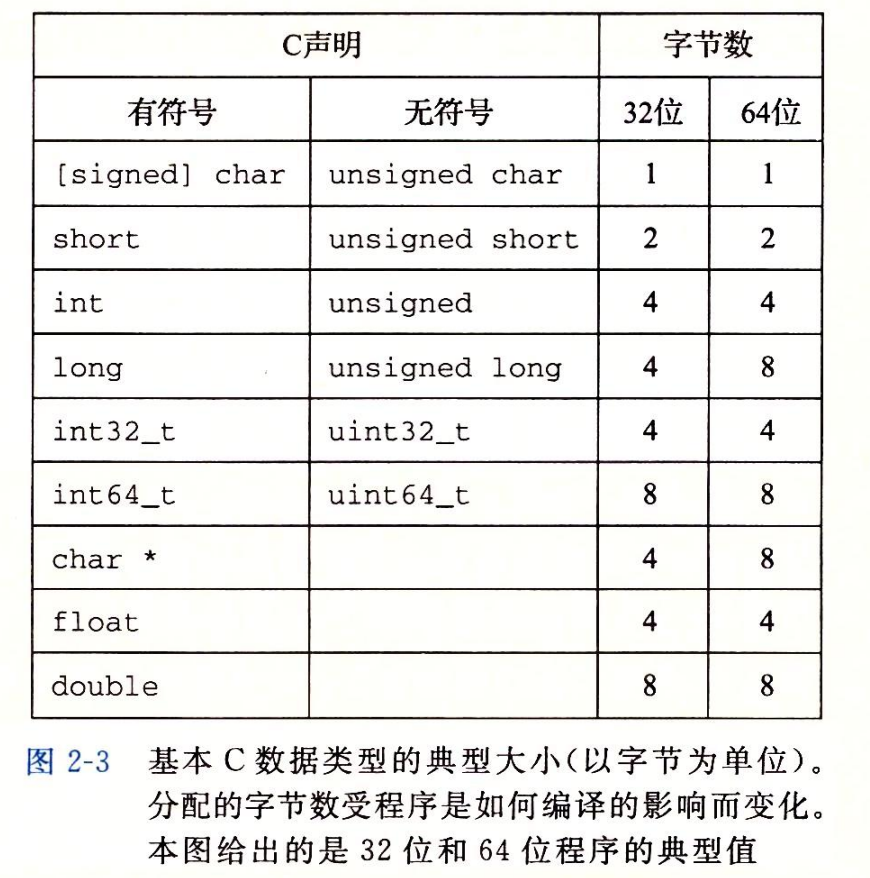 C声明 字节数
有符号 无符号 32位 64位
[signed] char unsigned char 1 1
short unsigned short 2 2
int unsigned 4 4
long unsigned long 4 8
int32_t uint32_t 4 4
int64_t uint64_t 8 8
char * 4 8
float 4 4
double 8 8
图 2-3 基本 C 数据类型的典型大小(以字节为单位)。
分配的字节数受程序是如何编译的影响而变化。
本图给出的是 32 位和 64 位程序的典型值